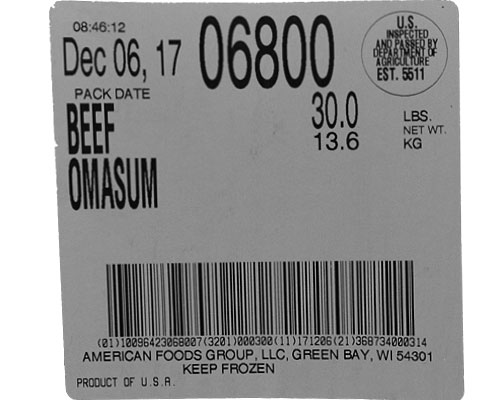 08:46:12
Dec 06, 17
PACK DATE
06800
U.S.
INSPECTED
AND PASSED BY
DEPARTMENT OF
AGRICULTURE
EST. 5511
BEEF
OMASUM
30.0 LBS.
NET WT.
13.6 KG
(01)10096423068007(3201)000300(11)171206(21)368734000314
AMERICAN FOODS GROUP, LLC, GREEN BAY, WI 54301
KEEP FROZEN
PRODUCT OF U.S.A.